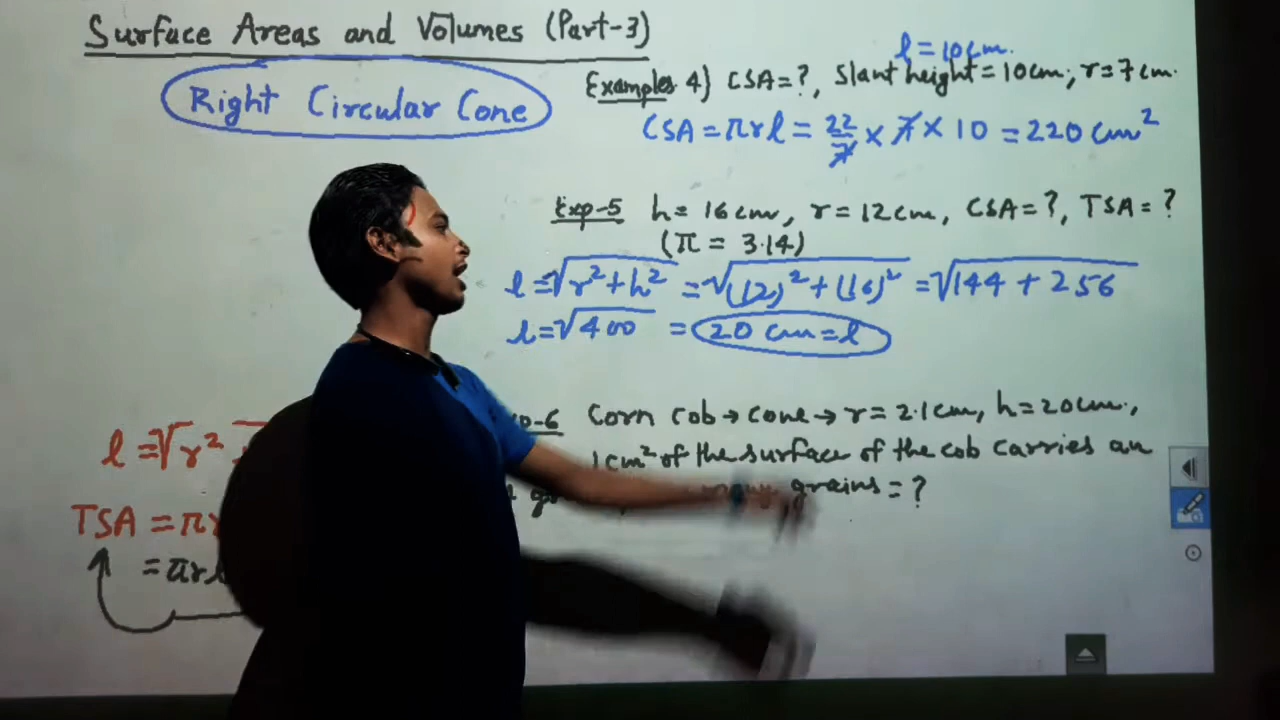 Surface Areas and Volumes (Part-3)
Right Circular Cone
l = 10cm.
Examples 4) CSA=?, Slant height = 10cm, r=7cm.
CSA = πrl = 22/7 × 7 × 10 = 220 cm²
Exp-5 h= 16cm, r = 12cm, CSA=?, TSA=?
(π = 3.14)
l = √r²+h² = √(12)²+(16)² = √144 + 256
l = √400 = 20 cm = l
-6 Corn cob → cone → r = 2.1cm, h=20cm.,
1cm² of the surface of the cob carries an
grains = ?
l = √r²
TSA = πr
= πrl